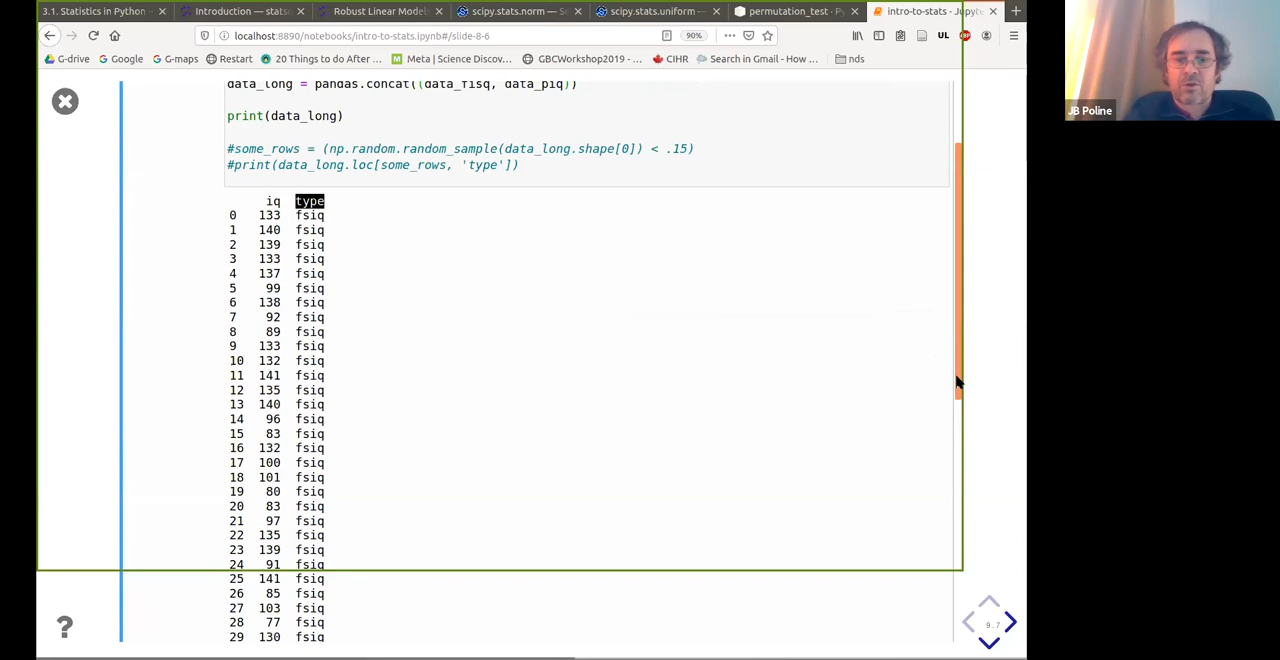 3.1. Statistics in Python
Introduction — stats
Robust Linear Models
scipy.stats.norm — S
scipy.stats.uniform —
permutation_test - P
intro-to-stats - Jupyte
localhost:8890/notebooks/intro-to-stats.ipynb#/slide-8-6
90%
UL
G-drive
Google
G-maps
Restart
20 Things to do After ...
Meta | Science Discov...
GBCWorkshop2019 - ...
CIHR
Search in Gmail - How ...
nds
JB Poline
data_long = pandas.concat((data_fisq, data_piq))
print(data_long)
#some_rows = (np.random.random_sample(data_long.shape[0]) < .15)
#print(data_long.loc[some_rows, 'type'])
iq type
0 133 fsiq
1 140 fsiq
2 139 fsiq
3 133 fsiq
4 137 fsiq
5 99 fsiq
6 138 fsiq
7 92 fsiq
8 89 fsiq
9 133 fsiq
10 132 fsiq
11 141 fsiq
12 135 fsiq
13 140 fsiq
14 96 fsiq
15 83 fsiq
16 132 fsiq
17 100 fsiq
18 101 fsiq
19 80 fsiq
20 83 fsiq
21 97 fsiq
22 135 fsiq
23 139 fsiq
24 91 fsiq
25 141 fsiq
26 85 fsiq
27 103 fsiq
28 77 fsiq
29 130 fsiq
?
9.7